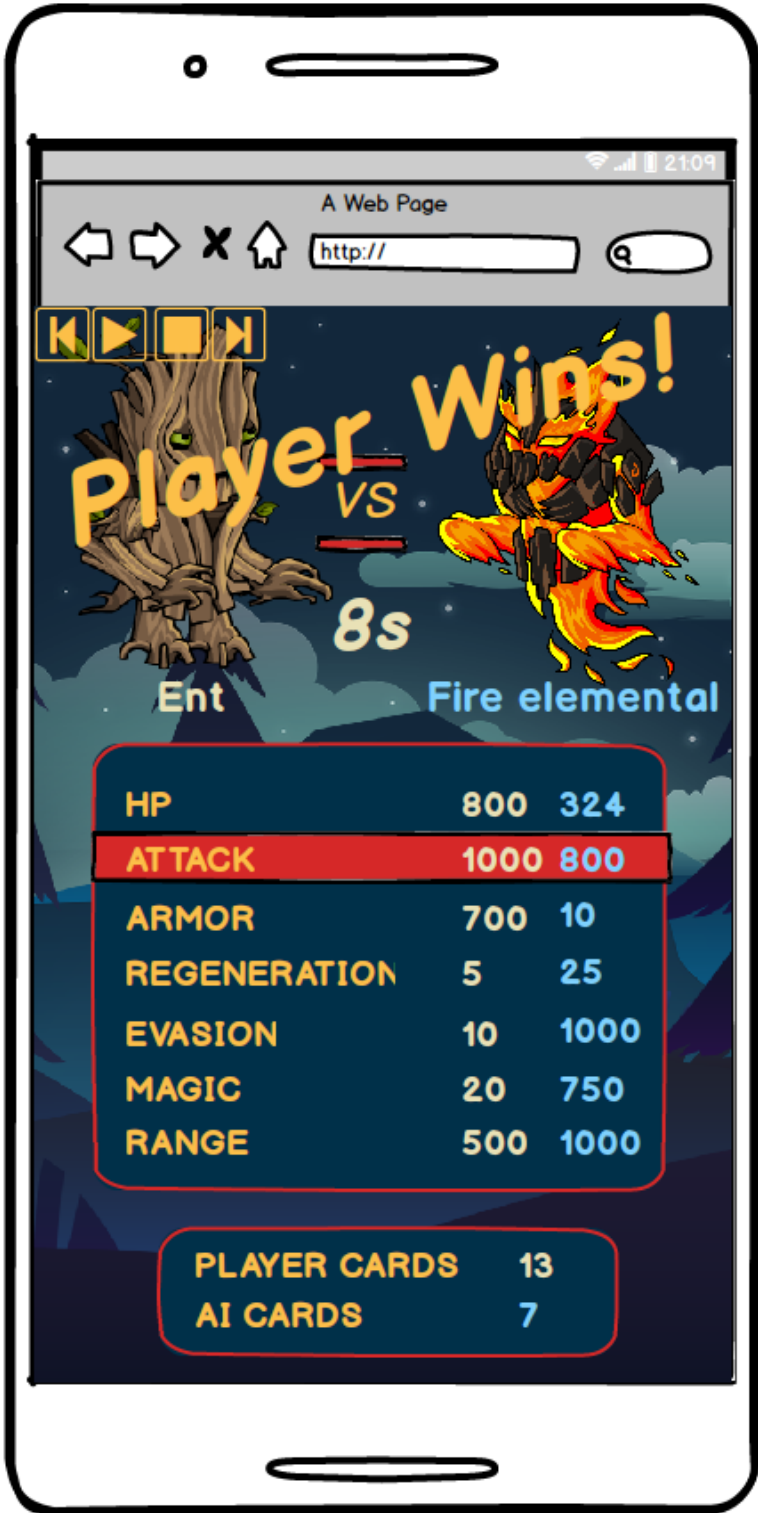 21:09
A Web Page
http://
Player Wins!
VS
8s
Ent Fire elemental
HP 800 324
ATTACK 1000 800
ARMOR 700 10
REGENERATION 5 25
EVASION 10 1000
MAGIC 20 750
RANGE 500 1000
PLAYER CARDS 13
AI CARDS 7